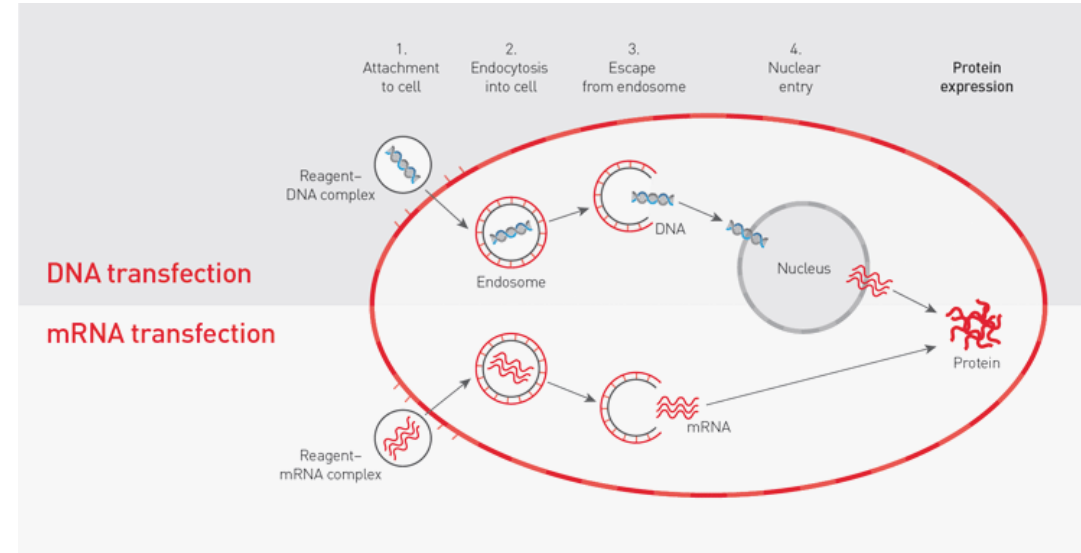 1.
Attachment
to cell
2.
Endocytosis
into cell
3.
Escape
from endosome
4.
Nuclear
entry
Protein
expression
Reagent–
DNA complex
DNA
Endosome
Nucleus
DNA transfection
mRNA transfection
Protein
mRNA
Reagent–
mRNA complex